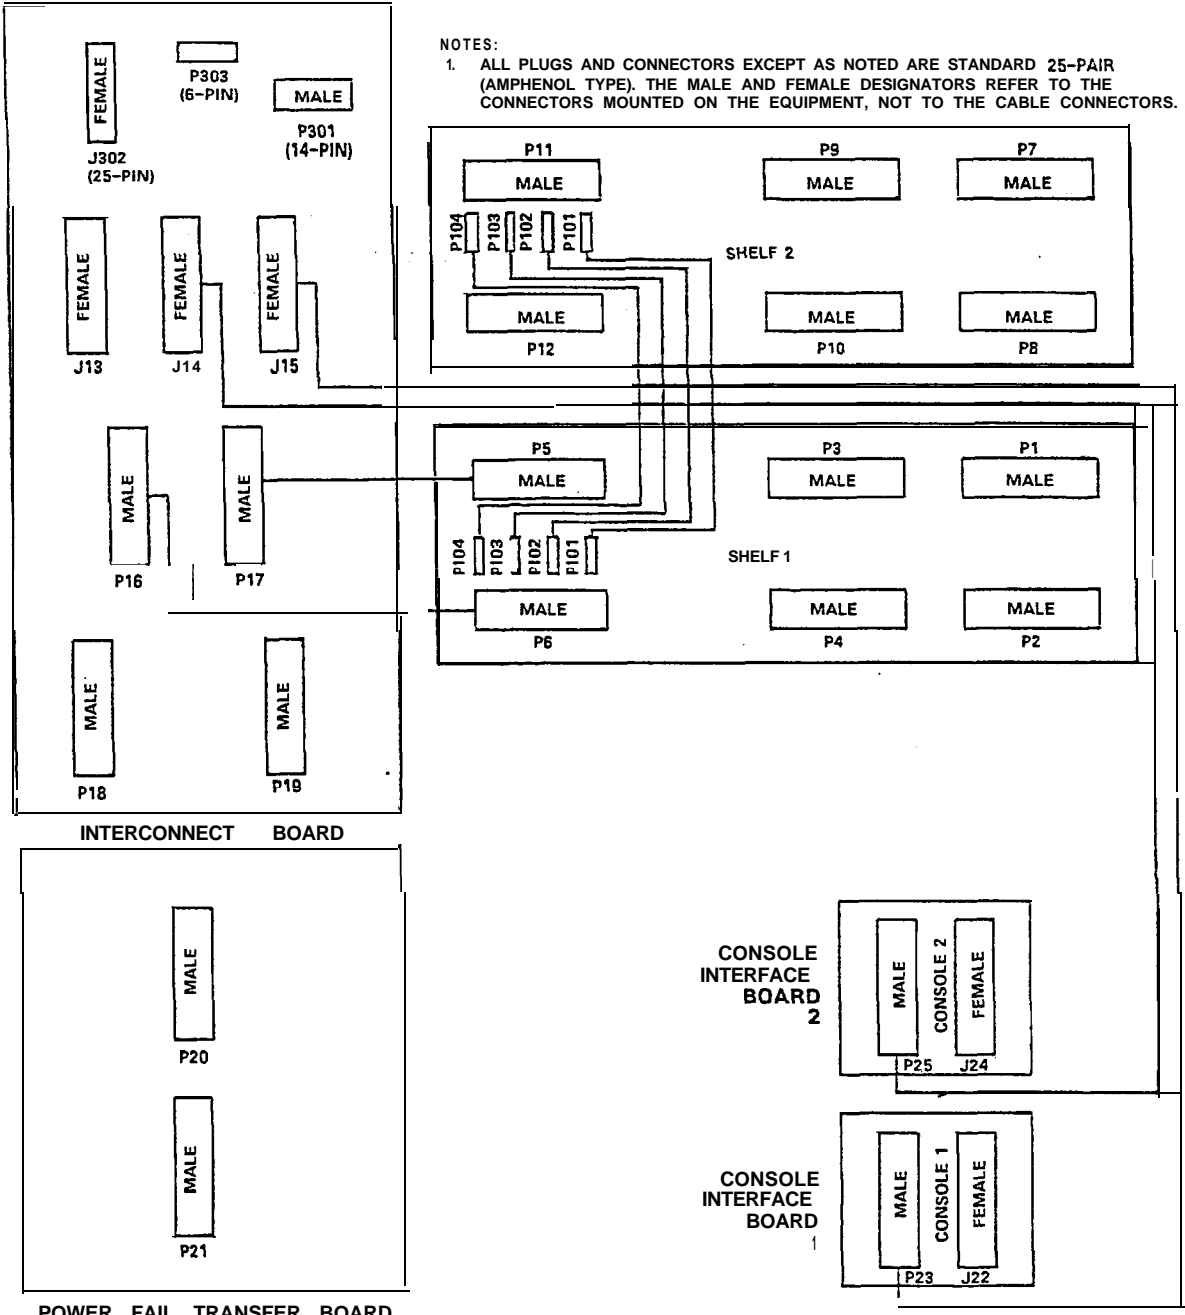 NOTES:
1. ALL PLUGS AND CONNECTORS EXCEPT AS NOTED ARE STANDARD 25-PAIR
(AMPHENOL TYPE). THE MALE AND FEMALE DESIGNATORS REFER TO THE
CONNECTORS MOUNTED ON THE EQUIPMENT, NOT TO THE CABLE CONNECTORS.
FEMALE
J302
(25-PIN)
P303
(6-PIN)
MALE
P301
(14-PIN)
FEMALE
J13
FEMALE
J14
FEMALE
J15
MALE
P16
MALE
P17
MALE
P18
MALE
P19
INTERCONNECT BOARD
P11
MALE
P9
MALE
P7
MALE
P104
P103
P102
P101
SHELF 2
MALE
P12
MALE
P10
MALE
P8
P5
MALE
P3
MALE
P1
MALE
P104
P103
P102
P101
SHELF 1
MALE
P6
MALE
P4
MALE
P2
MALE
P20
MALE
P21
POWER FAIL TRANSFER BOARD
CONSOLE
INTERFACE
BOARD
2
MALE
P25
CONSOLE 2
FEMALE
J24
CONSOLE
INTERFACE
BOARD
1
MALE
P23
CONSOLE 1
FEMALE
J22